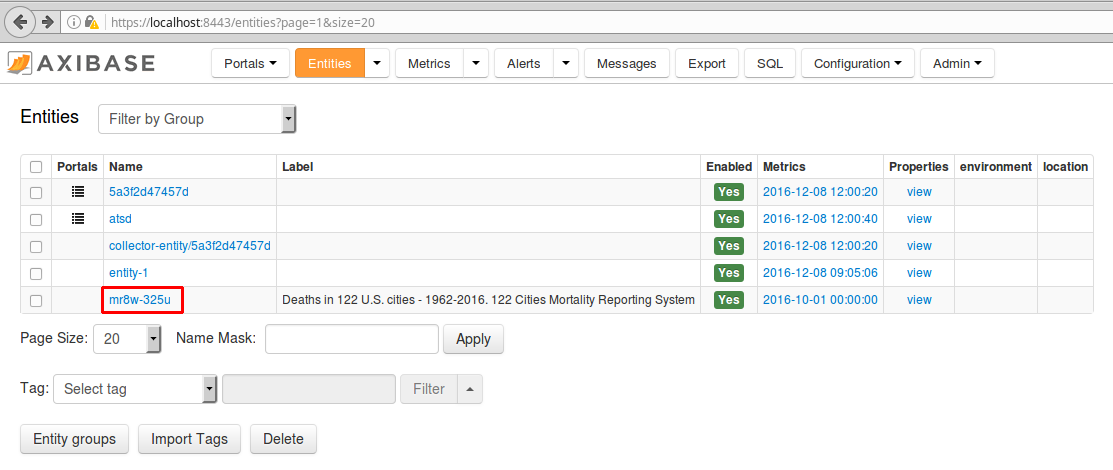 https://localhost:8443/entities?page=1&size=20
AXIBASE Portals Entities Metrics Alerts Messages Export SQL Configuration Admin
Entities Filter by Group
Portals Name Label Enabled Metrics Properties environment location
5a3f2d47457d Yes 2016-12-08 12:00:20 view
atsd Yes 2016-12-08 12:00:40 view
collector-entity/5a3f2d47457d Yes 2016-12-08 12:00:20 view
entity-1 Yes 2016-12-08 09:05:06 view
mr8w-325u Deaths in 122 U.S. cities - 1962-2016. 122 Cities Mortality Reporting System Yes 2016-10-01 00:00:00 view
Page Size: 20 Name Mask: Apply
Tag: Select tag Filter
Entity groups Import Tags Delete